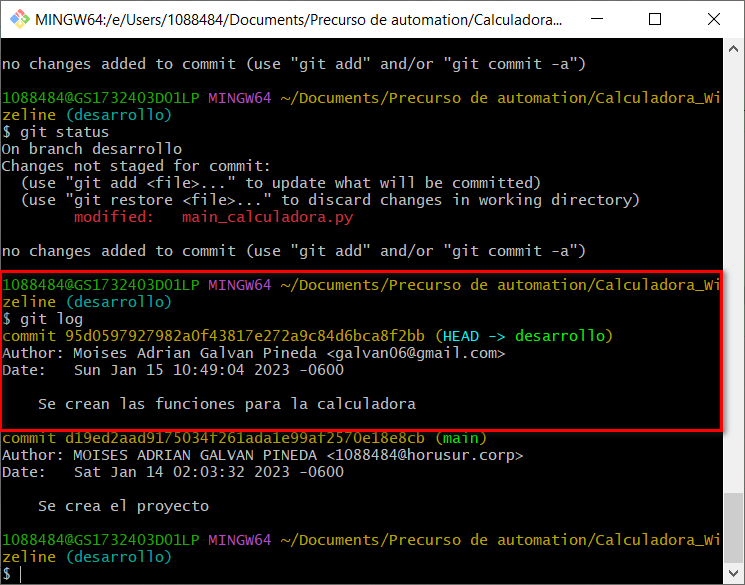 MINGW64:/e/Users/1088484/Documents/Precurso de automation/Calculadora...
no changes added to commit (use "git add" and/or "git commit -a")
1088484@GS1732403D01LP MINGW64 ~/Documents/Precurso de automation/Calculadora_Wi
zeline (desarrollo)
$ git status
On branch desarrollo
Changes not staged for commit:
  (use "git add <file>..." to update what will be committed)
  (use "git restore <file>..." to discard changes in working directory)
        modified:   main_calculadora.py
no changes added to commit (use "git add" and/or "git commit -a")
1088484@GS1732403D01LP MINGW64 ~/Documents/Precurso de automation/Calculadora_Wi
zeline (desarrollo)
$ git log
commit 95d0597927982a0f43817e272a9c84d6bca8f2bb (HEAD -> desarrollo)
Author: Moises Adrian Galvan Pineda <galvan06@gmail.com>
Date:   Sun Jan 15 10:49:04 2023 -0600
    Se crean las funciones para la calculadora
commit d19ed2aad9175034f261ada1e99af2570e18e8cb (main)
Author: MOISES ADRIAN GALVAN PINEDA <1088484@horusur.corp>
Date:   Sat Jan 14 02:03:32 2023 -0600
    Se crea el proyecto
1088484@GS1732403D01LP MINGW64 ~/Documents/Precurso de automation/Calculadora_Wi
zeline (desarrollo)
$